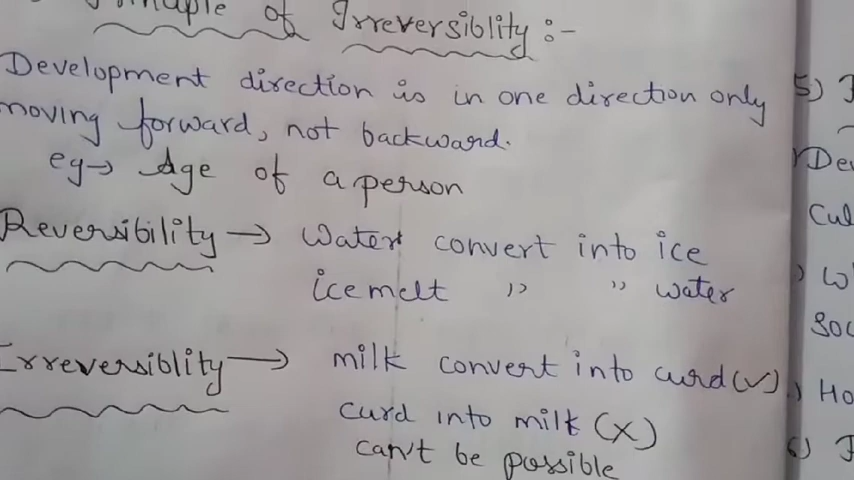 of Irreversiblity :-
Development direction is in one direction only
moving forward, not backward.
eg → Age of a person
Reversibility → Water convert into ice
ice melt " " water
Irreversiblity → milk convert into curd (✓)
curd into milk (X)
can't be possible
5)
Dev
Cul
W
Soc
Ho
6)